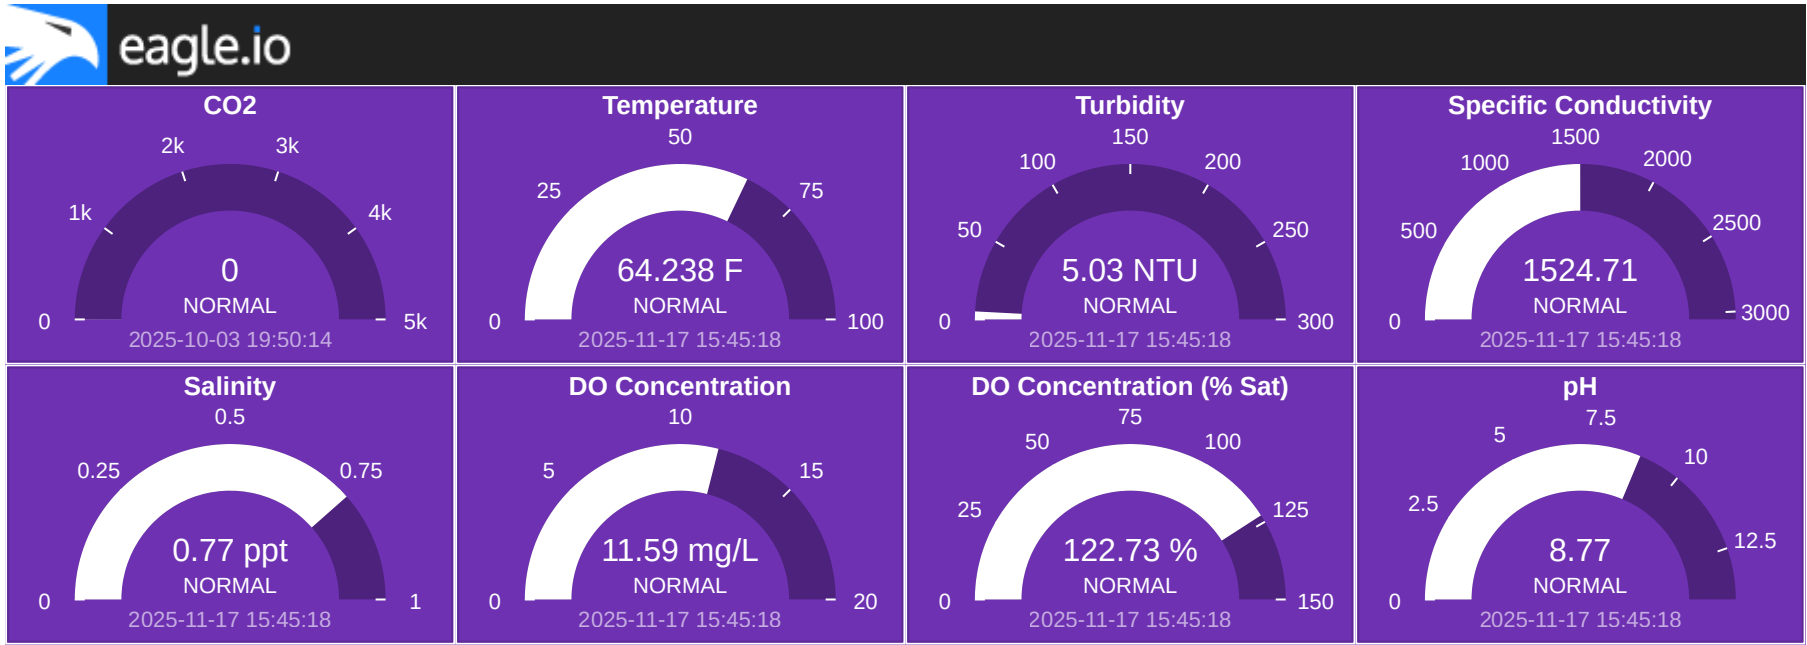 eagle.io
CO2
0
1k
2k
3k
4k
5k
0
NORMAL
2025-10-03 19:50:14
Temperature
0
25
50
75
100
64.238 F
NORMAL
2025-11-17 15:45:18
Turbidity
0
50
100
150
200
250
300
5.03 NTU
NORMAL
2025-11-17 15:45:18
Specific Conductivity
0
500
1000
1500
2000
2500
3000
1524.71
NORMAL
2025-11-17 15:45:18
Salinity
0
0.25
0.5
0.75
1
0.77 ppt
NORMAL
2025-11-17 15:45:18
DO Concentration
0
5
10
15
20
11.59 mg/L
NORMAL
2025-11-17 15:45:18
DO Concentration (% Sat)
0
25
50
75
100
125
150
122.73 %
NORMAL
2025-11-17 15:45:18
pH
0
2.5
5
7.5
10
12.5
8.77
NORMAL
2025-11-17 15:45:18